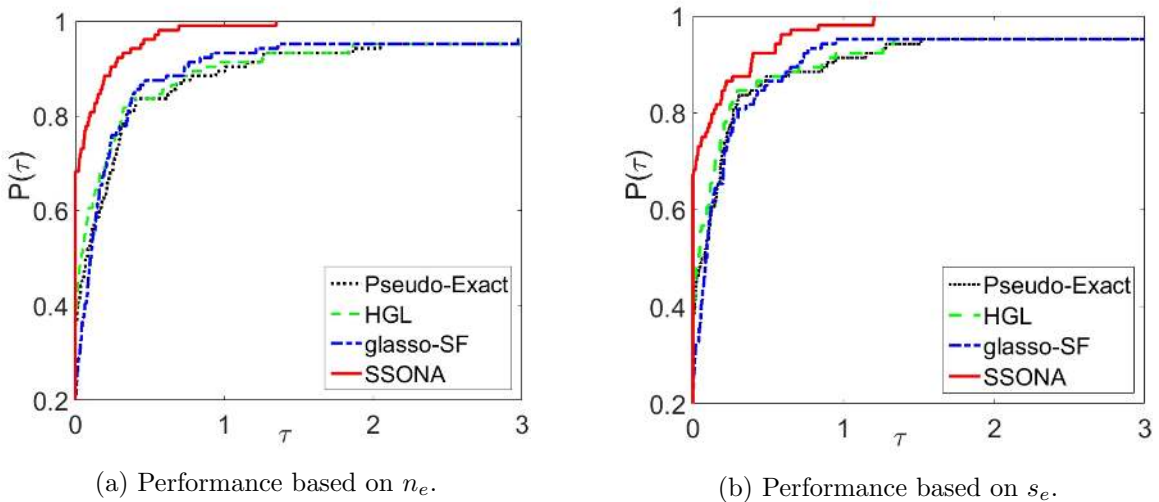 1
0.8
0.6
0.4
0.2
P(τ)
0
1
2
3
τ
Pseudo-Exact
HGL
glasso-SF
SSONA
(a) Performance based on nₑ.
1
0.8
0.6
0.4
0.2
P(τ)
0
1
2
3
τ
Pseudo-Exact
HGL
glasso-SF
SSONA
(b) Performance based on sₑ.